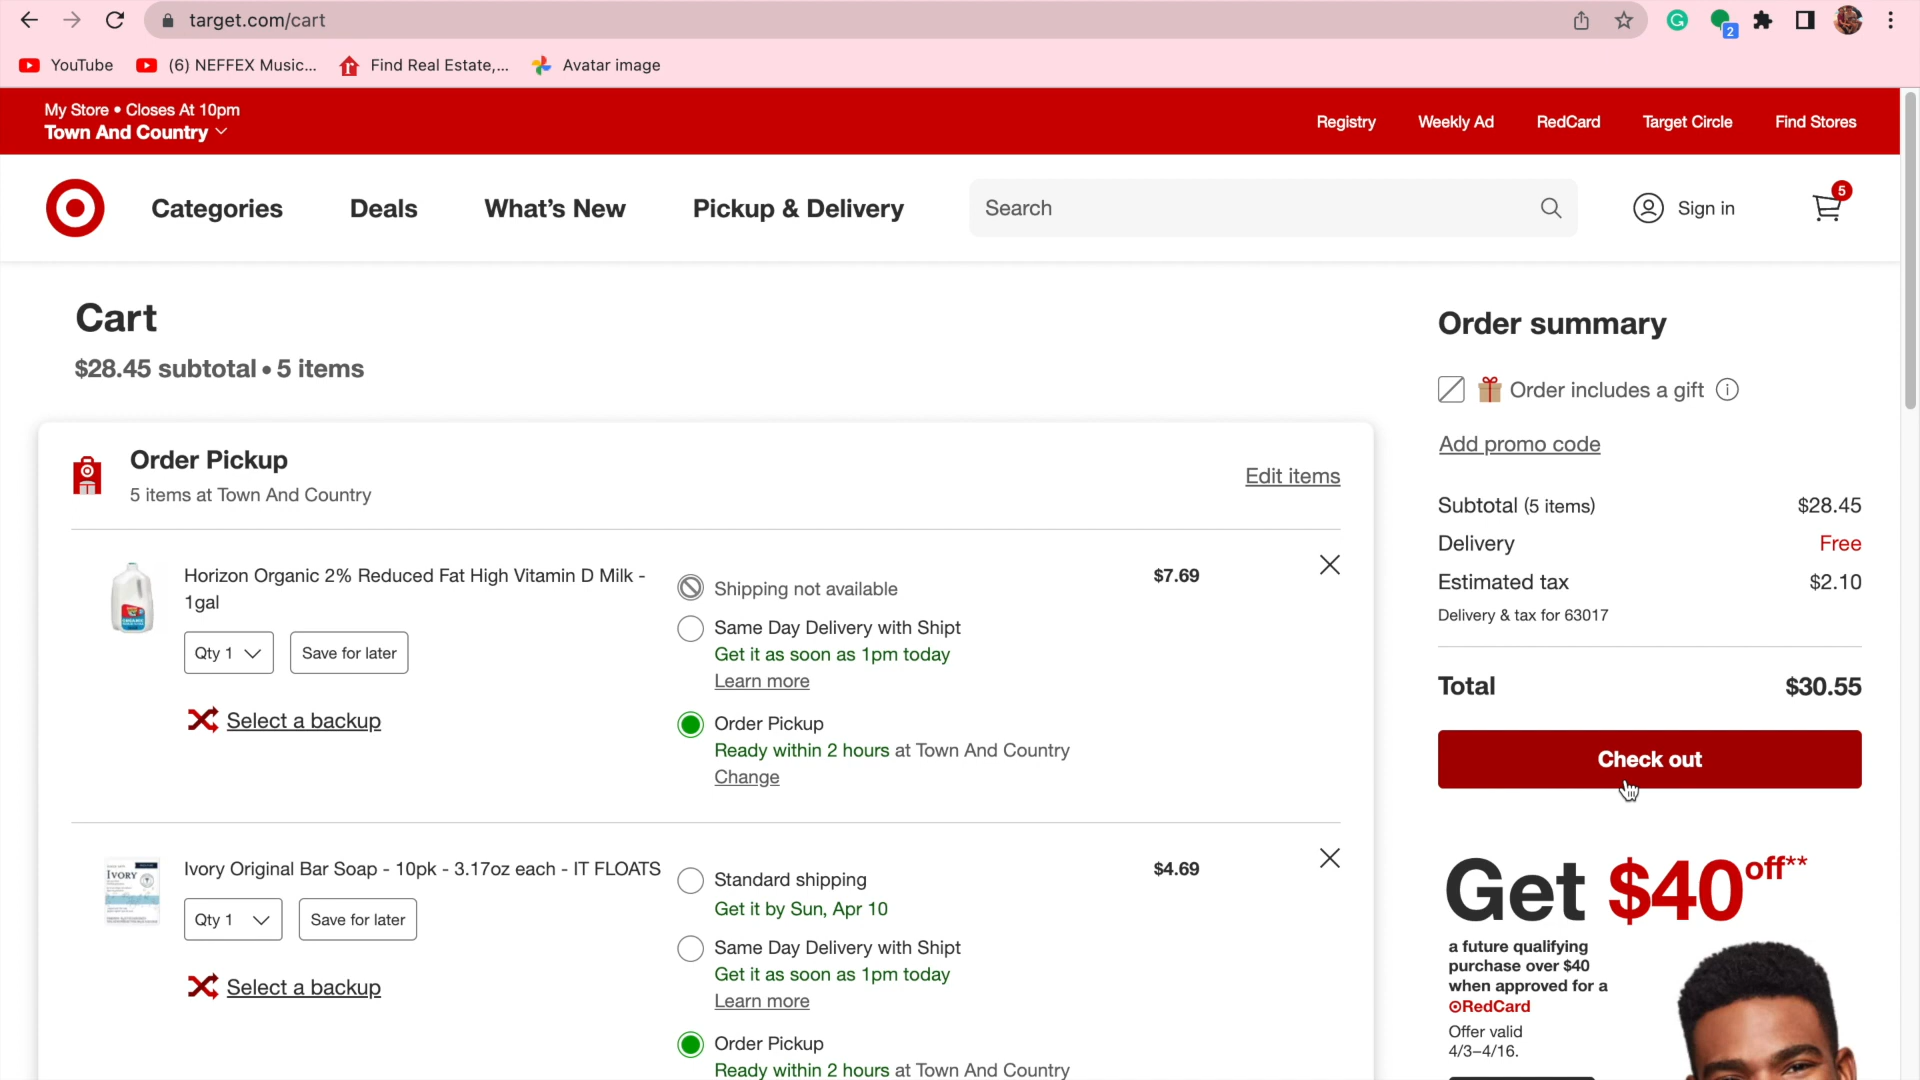 target.com/cart
2
YouTube
(6) NEFFEX Music...
Find Real Estate,...
Avatar image
My Store • Closes At 10pm
Town And Country
Registry
Weekly Ad
RedCard
Target Circle
Find Stores
Categories
Deals
What's New
Pickup & Delivery
Search
Sign in
5
Cart
$28.45 subtotal • 5 items
Order Pickup
5 items at Town And Country
Edit items
Horizon Organic 2% Reduced Fat High Vitamin D Milk -
1gal
Qty 1
Save for later
Select a backup
Shipping not available
Same Day Delivery with Shipt
Get it as soon as 1pm today
Learn more
Order Pickup
Ready within 2 hours at Town And Country
Change
$7.69
IVORY
Ivory Original Bar Soap - 10pk - 3.17oz each - IT FLOATS
Qty 1
Save for later
Select a backup
Standard shipping
Get it by Sun, Apr 10
Same Day Delivery with Shipt
Get it as soon as 1pm today
Learn more
Order Pickup
Ready within 2 hours at Town And Country
$4.69
Order summary
Order includes a gift
Add promo code
Subtotal (5 items) $28.45
Delivery Free
Estimated tax $2.10
Delivery & tax for 63017
Total $30.55
Check out
Get $40 off**
a future qualifying
purchase over $40
when approved for a
RedCard
Offer valid
4/3–4/16.